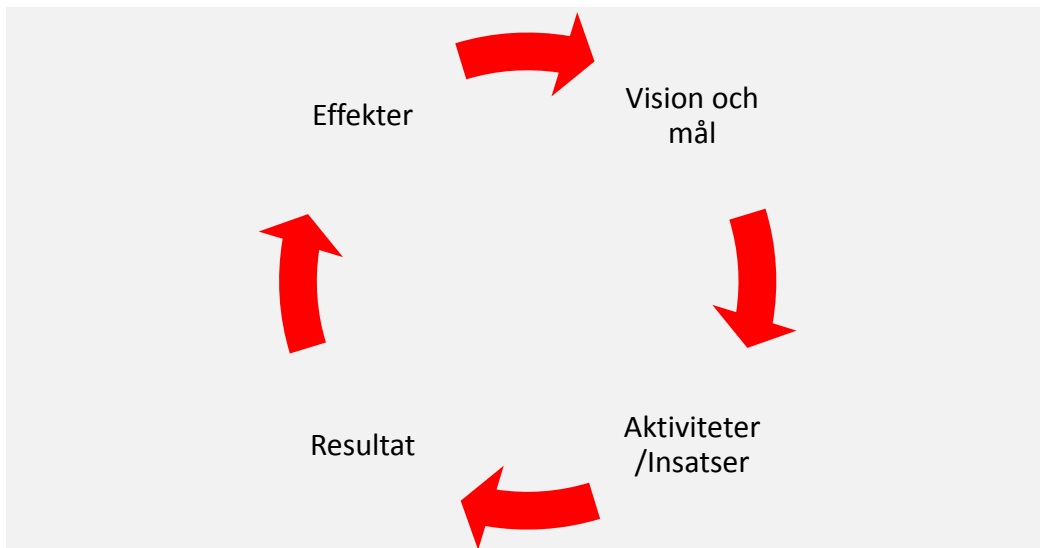 Effekter
Vision och
mål
Resultat
Aktiviteter
/Insatser